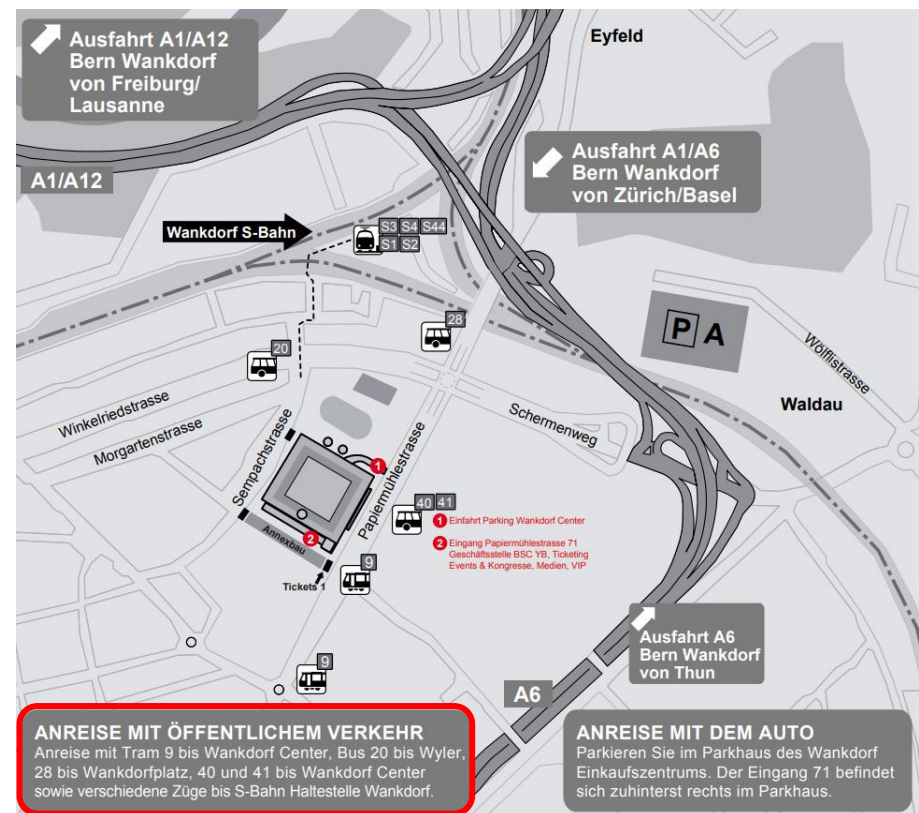 Ausfahrt A1/A12
Bern Wankdorf
von Freiburg/
Lausanne
Eyfeld
Ausfahrt A1/A6
Bern Wankdorf
von Zürich/Basel
A1/A12
Wankdorf S-Bahn
S3 S4 S44
S1 S2
28
20
P A
Wölflistrasse
Waldau
Winkelriedstrasse
Morgartenstrasse
Sempachstrasse
Schermenweg
Papiermühlestrasse
1
40 41
1 Einfahrt Parking Wankdorf Center
2 Eingang Papiermühlestrasse 71
Geschäftsstelle BSC YB, Ticketing
Events & Kongresse, Medien, VIP
2
Annexbau
Tickets 1
9
9
Ausfahrt A6
Bern Wankdorf
von Thun
A6
ANREISE MIT ÖFFENTLICHEM VERKEHR
Anreise mit Tram 9 bis Wankdorf Center, Bus 20 bis Wyler,
28 bis Wankdorfplatz, 40 und 41 bis Wankdorf Center
sowie verschiedene Züge bis S-Bahn Haltestelle Wankdorf.
ANREISE MIT DEM AUTO
Parkieren Sie im Parkhaus des Wankdorf
Einkaufszentrums. Der Eingang 71 befindet
sich zuhinterst rechts im Parkhaus.